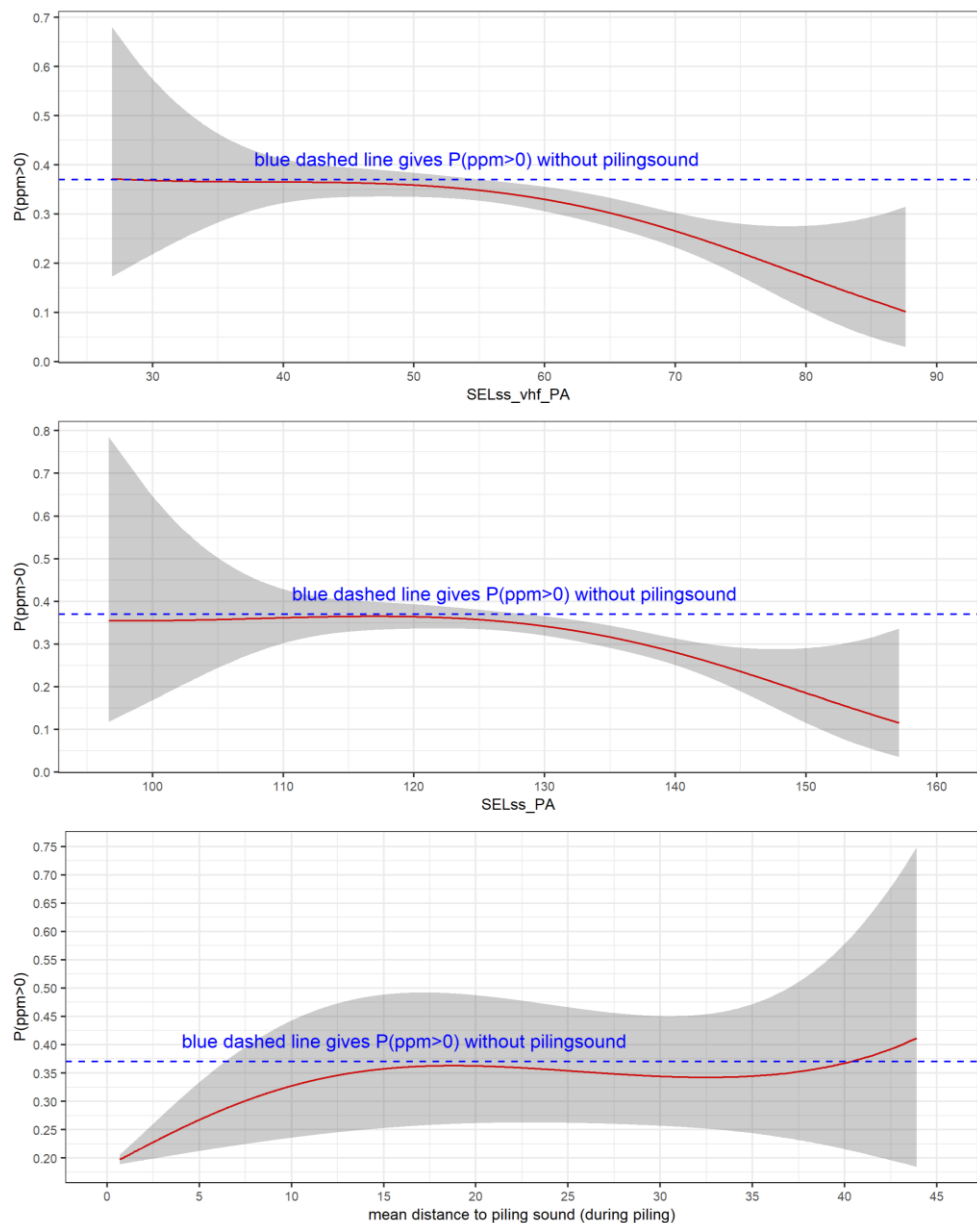 0.7
0.6
0.5
0.4
0.3
0.2
0.1
0.0
P(ppm>0)
blue dashed line gives P(ppm>0) without pilingsound
30 40 50 60 70 80 90
SELss_vhf_PA
0.8
0.7
0.6
0.5
0.4
0.3
0.2
0.1
0.0
P(ppm>0)
blue dashed line gives P(ppm>0) without pilingsound
100 110 120 130 140 150 160
SELss_PA
0.75
0.70
0.65
0.60
0.55
0.50
0.45
0.40
0.35
0.30
0.25
0.20
P(ppm>0)
blue dashed line gives P(ppm>0) without pilingsound
0 5 10 15 20 25 30 35 40 45
mean distance to piling sound (during piling)